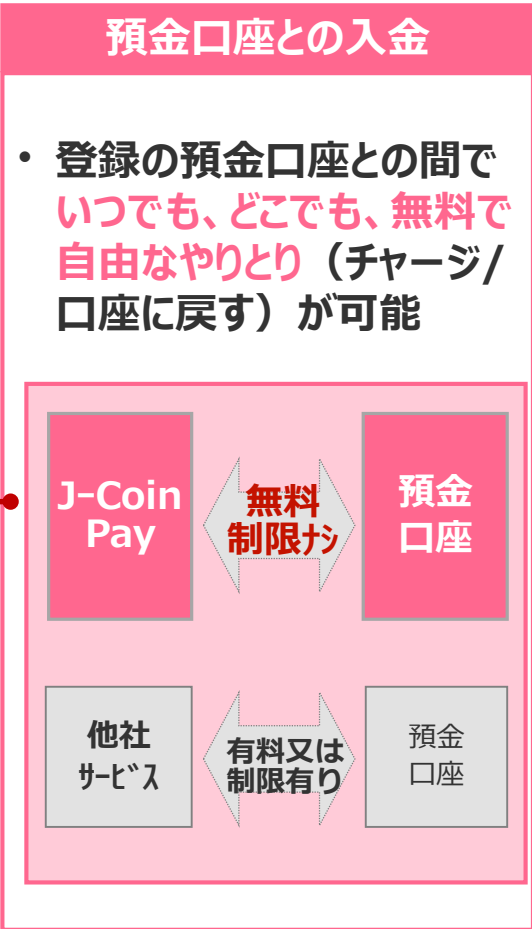 預金口座との入金
• 登録の預金口座との間で
いつでも、どこでも、無料で
自由なやりとり（チャージ/
口座に戻す）が可能
J-Coin
Pay
無料
制限ﾅｼ
預金
口座
他社
ｻｰﾋﾞｽ
有料又は
制限有り
預金
口座